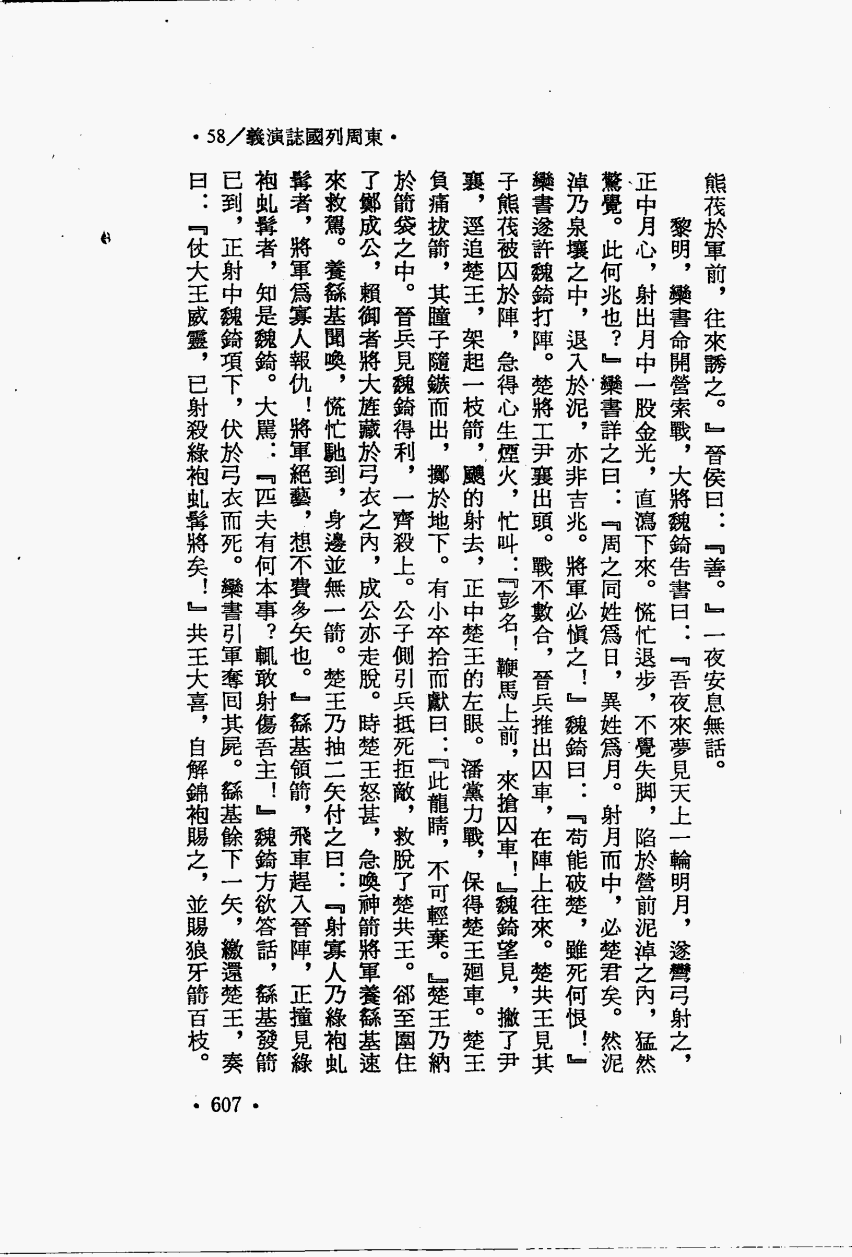 ·58/義演誌國列周東·
熊茷於軍前，往來誘之。』晉侯曰：『善。』一夜安息無話。
黎明，欒書命開營索戰，大將魏錡告書曰：『吾夜來夢見天上一輪明月，遂彎弓射之，
正中月心，射出月中一股金光，直瀉下來。慌忙退步，不覺失脚，陷於營前泥淖之內，猛然
驚覺。此何兆也？』欒書詳之曰：『周之同姓爲日，異姓爲月。射月而中，必楚君矣。然泥
淖乃泉壤之中，退入於泥，亦非吉兆。將軍必愼之！』魏錡曰：『苟能破楚，雖死何恨！』
欒書遂許魏錡打陣。楚將工尹襄出頭。戰不數合，晉兵推出囚車，在陣上往來。楚共王見其
子熊茷被囚於陣，急得心生煙火，忙叫：『彭名！鞭馬上前，來搶囚車！』魏錡望見，撇了尹
襄，逕追楚王，架起一枝箭，颼的射去，正中楚王的左眼。潘黨力戰，保得楚王廻車。楚王
負痛拔箭，其瞳子隨鏃而出，擲於地下。有小卒拾而獻曰：『此龍睛，不可輕棄。』楚王乃納
於箭袋之中。晉兵見魏錡得利，一齊殺上。公子側引兵抵死拒敵，救脫了楚共王。郤至圍住
了鄭成公，賴御者將大旌藏於弓衣之內，成公亦走脫。時楚王怒甚，急喚神箭將軍養繇基速
來救駕。養繇基聞喚，慌忙馳到，身邊並無一箭。楚王乃抽二矢付之曰：『射寡人乃綠袍虬
髯者，將軍爲寡人報仇！將軍絕藝，想不費多矢也。』繇基領箭，飛車趕入晉陣，正撞見綠
袍虬髯者，知是魏錡。大罵：『匹夫有何本事？輒敢射傷吾主！』魏錡方欲答話，繇基發箭
已到，正射中魏錡項下，伏於弓衣而死。欒書引軍奪囘其屍。繇基餘下一矢，繳還楚王，奏
曰：『仗大王威靈，已射殺綠袍虬髯將矣！』共王大喜，自解錦袍賜之，並賜狼牙箭百枝。
·607·